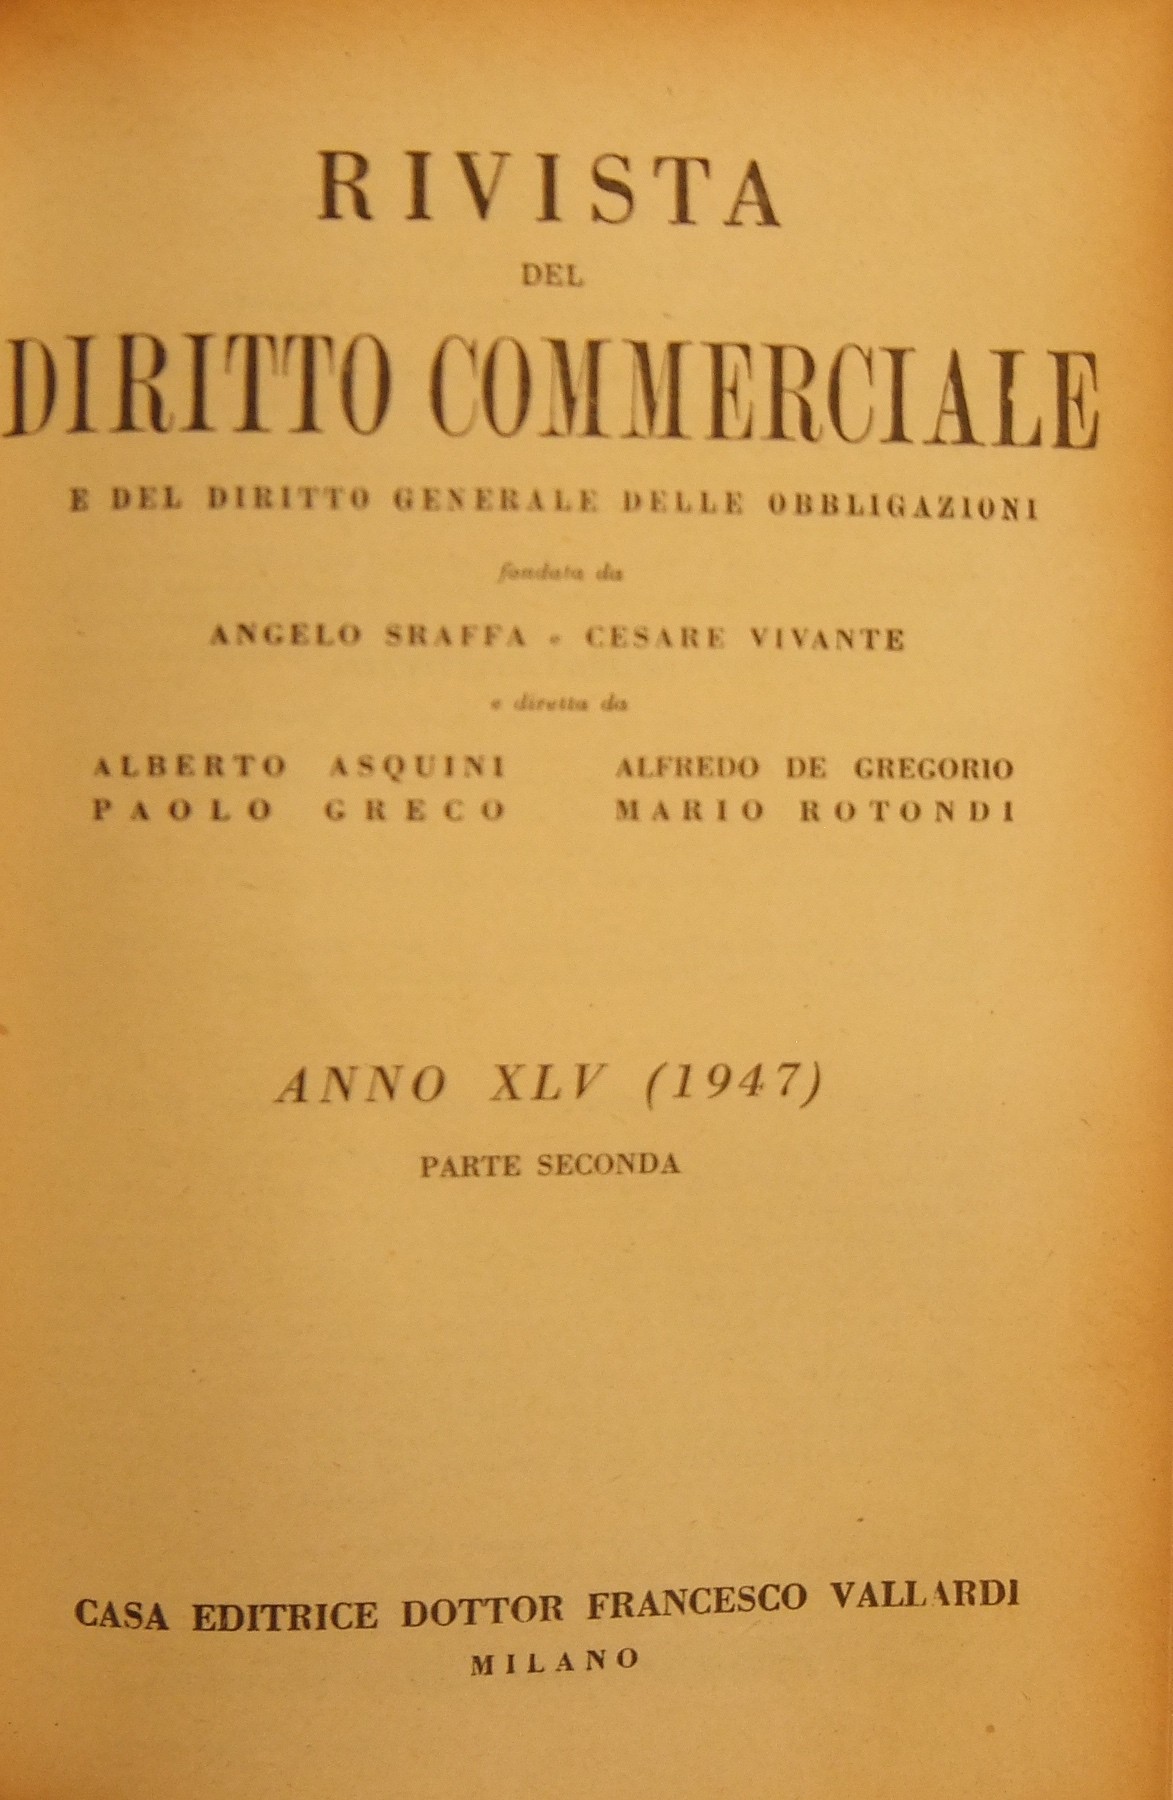 RIVISTA
DEL
DIRITTO COMMERCIALE
E DEL DIRITTO GENERALE DELLE OBBLIGAZIONI
fondata da
ANGELO SRAFFA e CESARE VIVANTE
e diretta da
ALBERTO ASQUINI ALFREDO DE GREGORIO
PAOLO GRECO MARIO ROTONDI
ANNO XLV (1947)
PARTE SECONDA
CASA EDITRICE DOTTOR FRANCESCO VALLARDI
MILANO